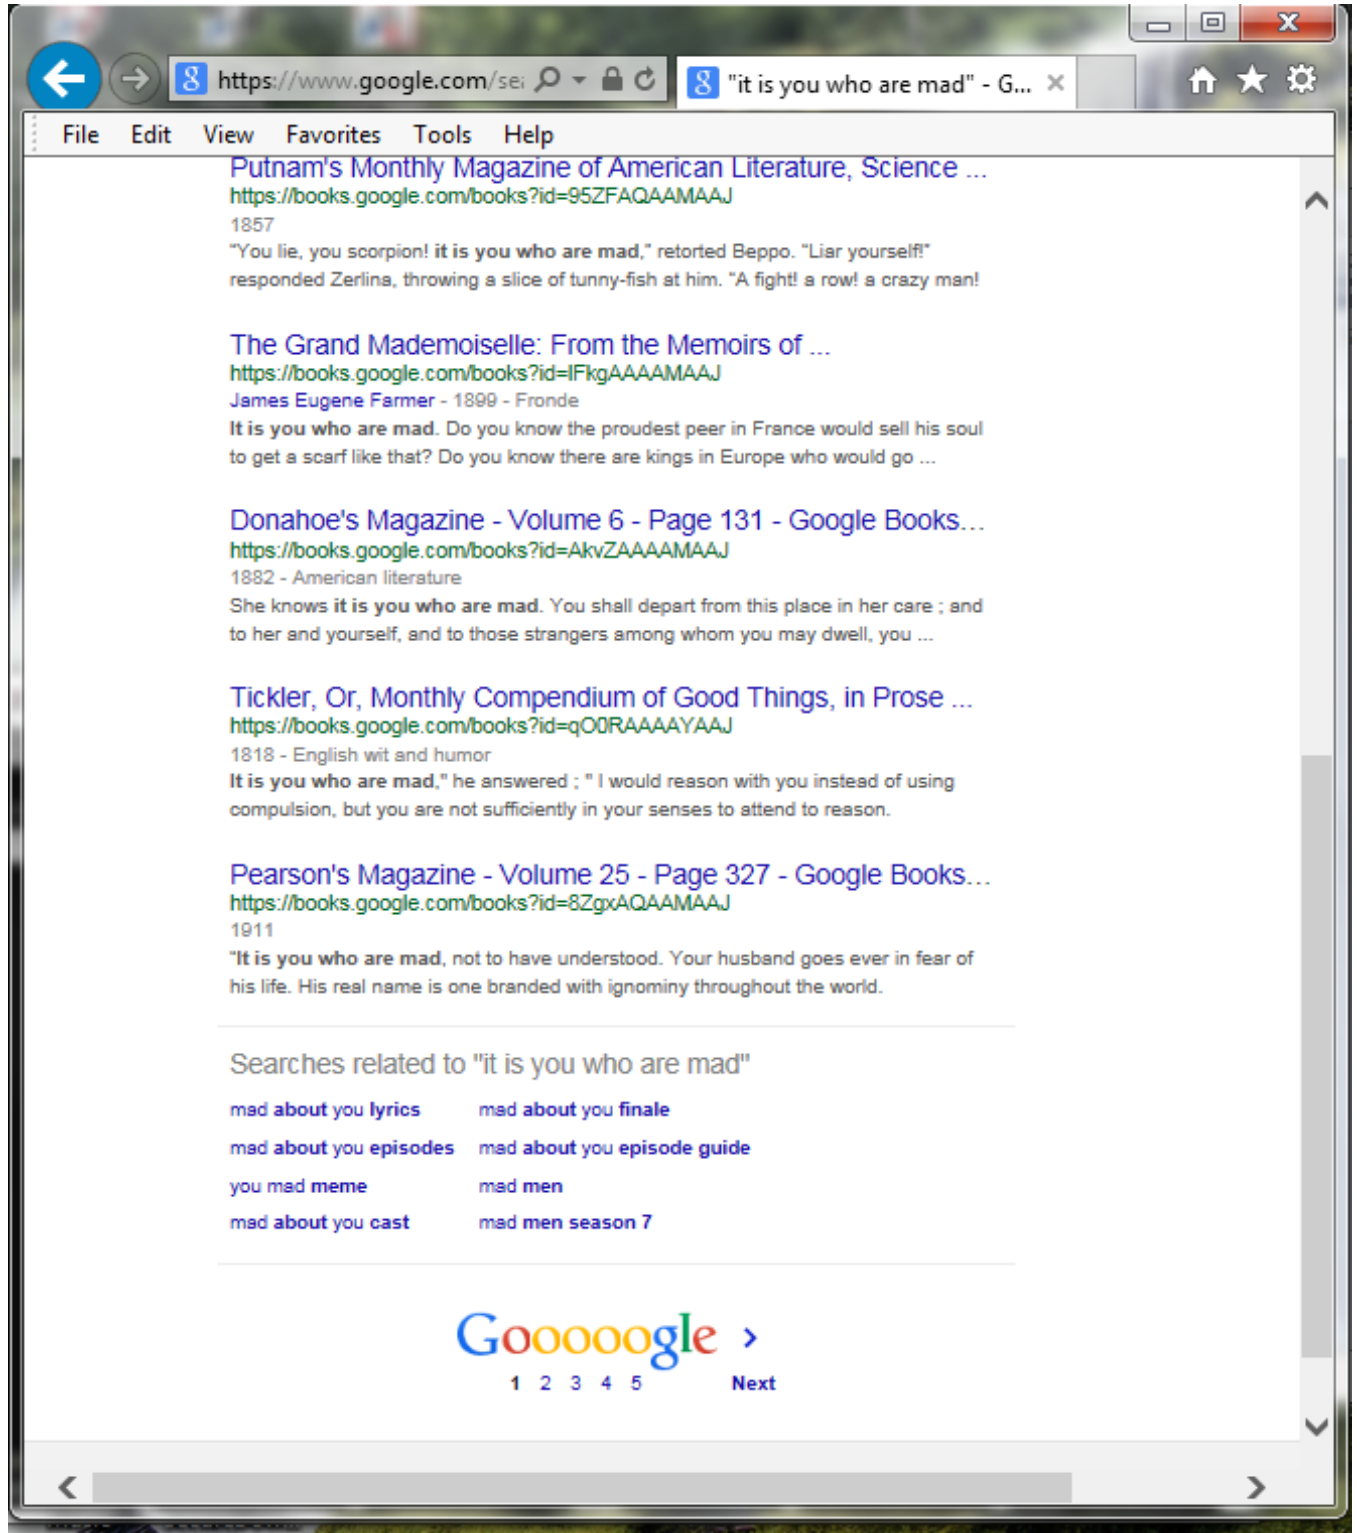 https://www.google.com/sea
"it is you who are mad" - G...
File Edit View Favorites Tools Help
Putnam's Monthly Magazine of American Literature, Science ...
https://books.google.com/books?id=95ZFAQAAMAAJ
1857
"You lie, you scorpion! it is you who are mad," retorted Beppo. "Liar yourself!"
responded Zerlina, throwing a slice of tunny-fish at him. "A fight! a row! a crazy man!
The Grand Mademoiselle: From the Memoirs of ...
https://books.google.com/books?id=lFkgAAAAMAAJ
James Eugene Farmer - 1899 - Fronde
It is you who are mad. Do you know the proudest peer in France would sell his soul
to get a scarf like that? Do you know there are kings in Europe who would go ...
Donahoe's Magazine - Volume 6 - Page 131 - Google Books...
https://books.google.com/books?id=AkvZAAAAMAAJ
1882 - American literature
She knows it is you who are mad. You shall depart from this place in her care ; and
to her and yourself, and to those strangers among whom you may dwell, you ...
Tickler, Or, Monthly Compendium of Good Things, in Prose ...
https://books.google.com/books?id=qO0RAAAAYAAJ
1818 - English wit and humor
It is you who are mad," he answered ; " I would reason with you instead of using
compulsion, but you are not sufficiently in your senses to attend to reason.
Pearson's Magazine - Volume 25 - Page 327 - Google Books...
https://books.google.com/books?id=8ZgxAQAAMAAJ
1911
"It is you who are mad, not to have understood. Your husband goes ever in fear of
his life. His real name is one branded with ignominy throughout the world.
Searches related to "it is you who are mad"
mad about you lyrics mad about you finale
mad about you episodes mad about you episode guide
you mad meme mad men
mad about you cast mad men season 7
Gooooogle >
1 2 3 4 5 Next